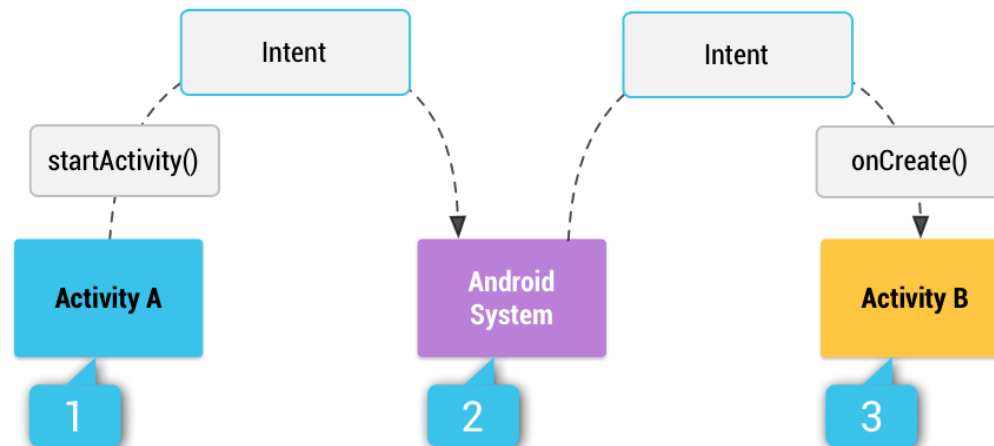 Intent
Intent
startActivity()
onCreate()
Activity A
Android
System
Activity B
1
2
3